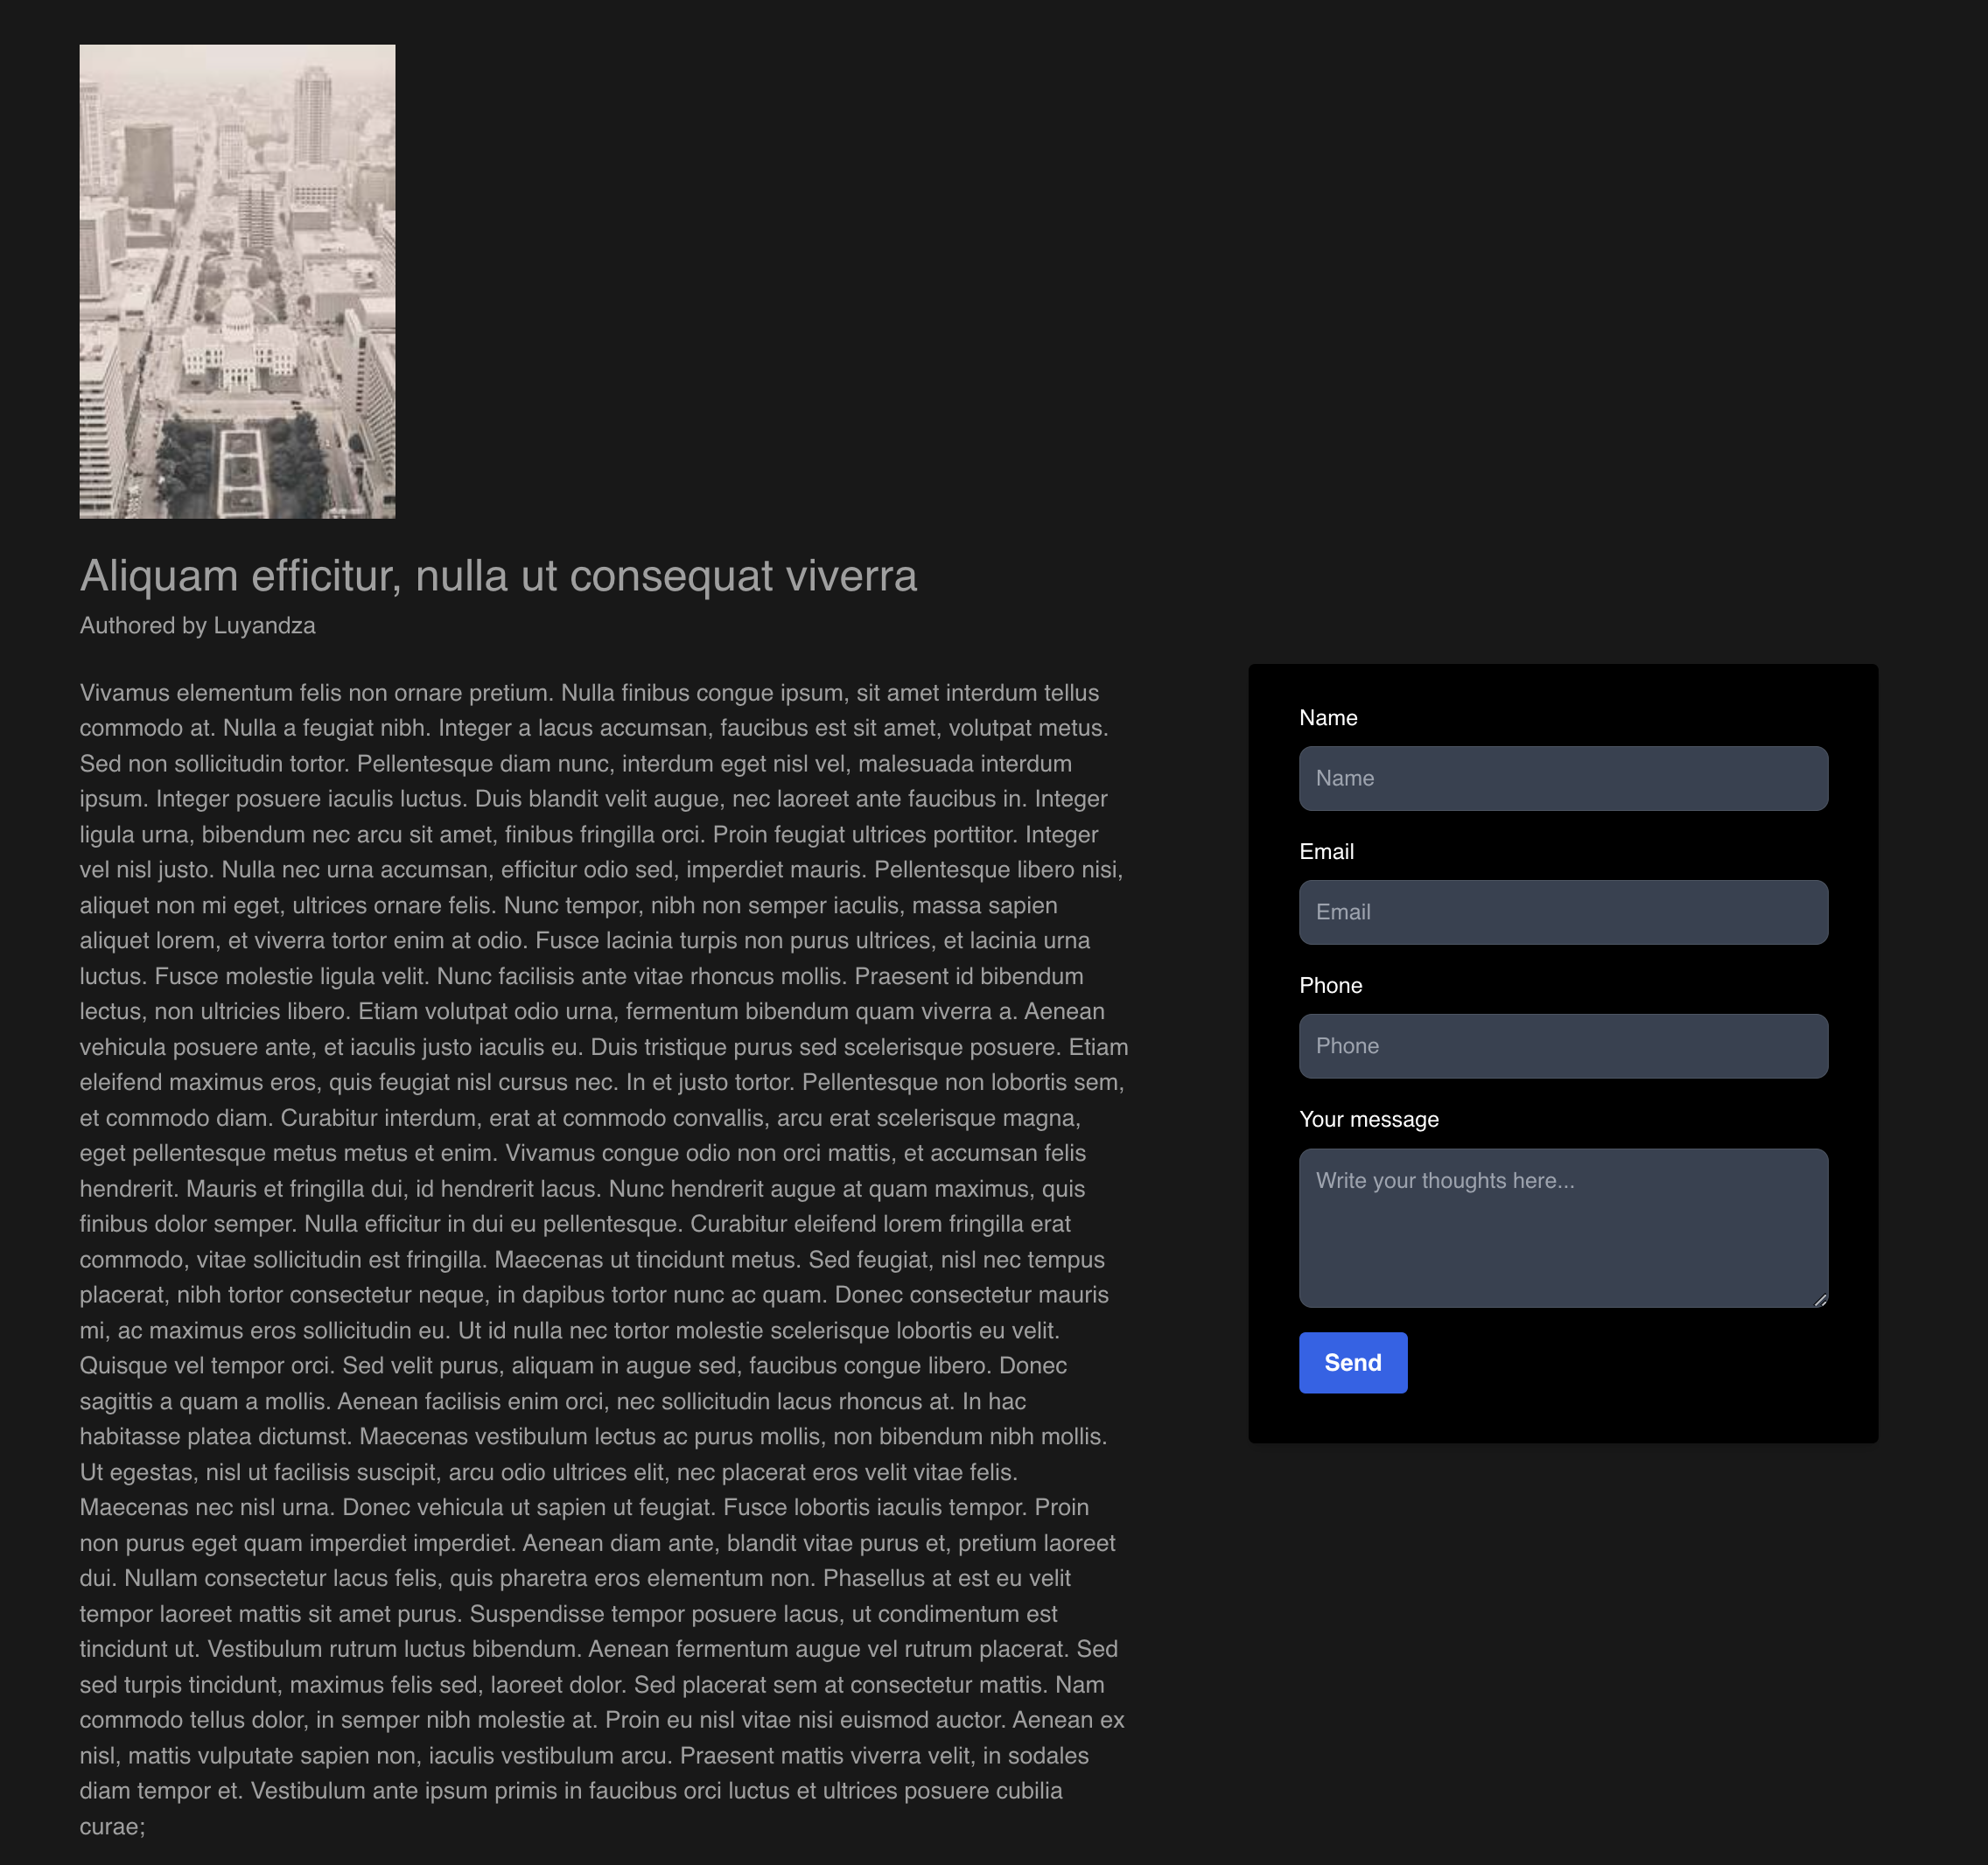 Aliquam efficitur, nulla ut consequat viverra
Authored by Luyandza
Vivamus elementum felis non ornare pretium. Nulla finibus congue ipsum, sit amet interdum tellus
commodo at. Nulla a feugiat nibh. Integer a lacus accumsan, faucibus est sit amet, volutpat metus.
Sed non sollicitudin tortor. Pellentesque diam nunc, interdum eget nisl vel, malesuada interdum
ipsum. Integer posuere iaculis luctus. Duis blandit velit augue, nec laoreet ante faucibus in. Integer
ligula urna, bibendum nec arcu sit amet, finibus fringilla orci. Proin feugiat ultrices porttitor. Integer
vel nisl justo. Nulla nec urna accumsan, efficitur odio sed, imperdiet mauris. Pellentesque libero nisi,
aliquet non mi eget, ultrices ornare felis. Nunc tempor, nibh non semper iaculis, massa sapien
aliquet lorem, et viverra tortor enim at odio. Fusce lacinia turpis non purus ultrices, et lacinia urna
luctus. Fusce molestie ligula velit. Nunc facilisis ante vitae rhoncus mollis. Praesent id bibendum
lectus, non ultricies libero. Etiam volutpat odio urna, fermentum bibendum quam viverra a. Aenean
vehicula posuere ante, et iaculis justo iaculis eu. Duis tristique purus sed scelerisque posuere. Etiam
eleifend maximus eros, quis feugiat nisl cursus nec. In et justo tortor. Pellentesque non lobortis sem,
et commodo diam. Curabitur interdum, erat at commodo convallis, arcu erat scelerisque magna,
eget pellentesque metus metus et enim. Vivamus congue odio non orci mattis, et accumsan felis
hendrerit. Mauris et fringilla dui, id hendrerit lacus. Nunc hendrerit augue at quam maximus, quis
finibus dolor semper. Nulla efficitur in dui eu pellentesque. Curabitur eleifend lorem fringilla erat
commodo, vitae sollicitudin est fringilla. Maecenas ut tincidunt metus. Sed feugiat, nisl nec tempus
placerat, nibh tortor consectetur neque, in dapibus tortor nunc ac quam. Donec consectetur mauris
mi, ac maximus eros sollicitudin eu. Ut id nulla nec tortor molestie scelerisque lobortis eu velit.
Quisque vel tempor orci. Sed velit purus, aliquam in augue sed, faucibus congue libero. Donec
sagittis a quam a mollis. Aenean facilisis enim orci, nec sollicitudin lacus rhoncus at. In hac
habitasse platea dictumst. Maecenas vestibulum lectus ac purus mollis, non bibendum nibh mollis.
Ut egestas, nisl ut facilisis suscipit, arcu odio ultrices elit, nec placerat eros velit vitae felis.
Maecenas nec nisl urna. Donec vehicula ut sapien ut feugiat. Fusce lobortis iaculis tempor. Proin
non purus eget quam imperdiet imperdiet. Aenean diam ante, blandit vitae purus et, pretium laoreet
dui. Nullam consectetur lacus felis, quis pharetra eros elementum non. Phasellus at est eu velit
tempor laoreet mattis sit amet purus. Suspendisse tempor posuere lacus, ut condimentum est
tincidunt ut. Vestibulum rutrum luctus bibendum. Aenean fermentum augue vel rutrum placerat. Sed
sed turpis tincidunt, maximus felis sed, laoreet dolor. Sed placerat sem at consectetur mattis. Nam
commodo tellus dolor, in semper nibh molestie at. Proin eu nisl vitae nisi euismod auctor. Aenean ex
nisl, mattis vulputate sapien non, iaculis vestibulum arcu. Praesent mattis viverra velit, in sodales
diam tempor et. Vestibulum ante ipsum primis in faucibus orci luctus et ultrices posuere cubilia
curae;
Name
Name
Email
Email
Phone
Phone
Your message
Write your thoughts here...
Send